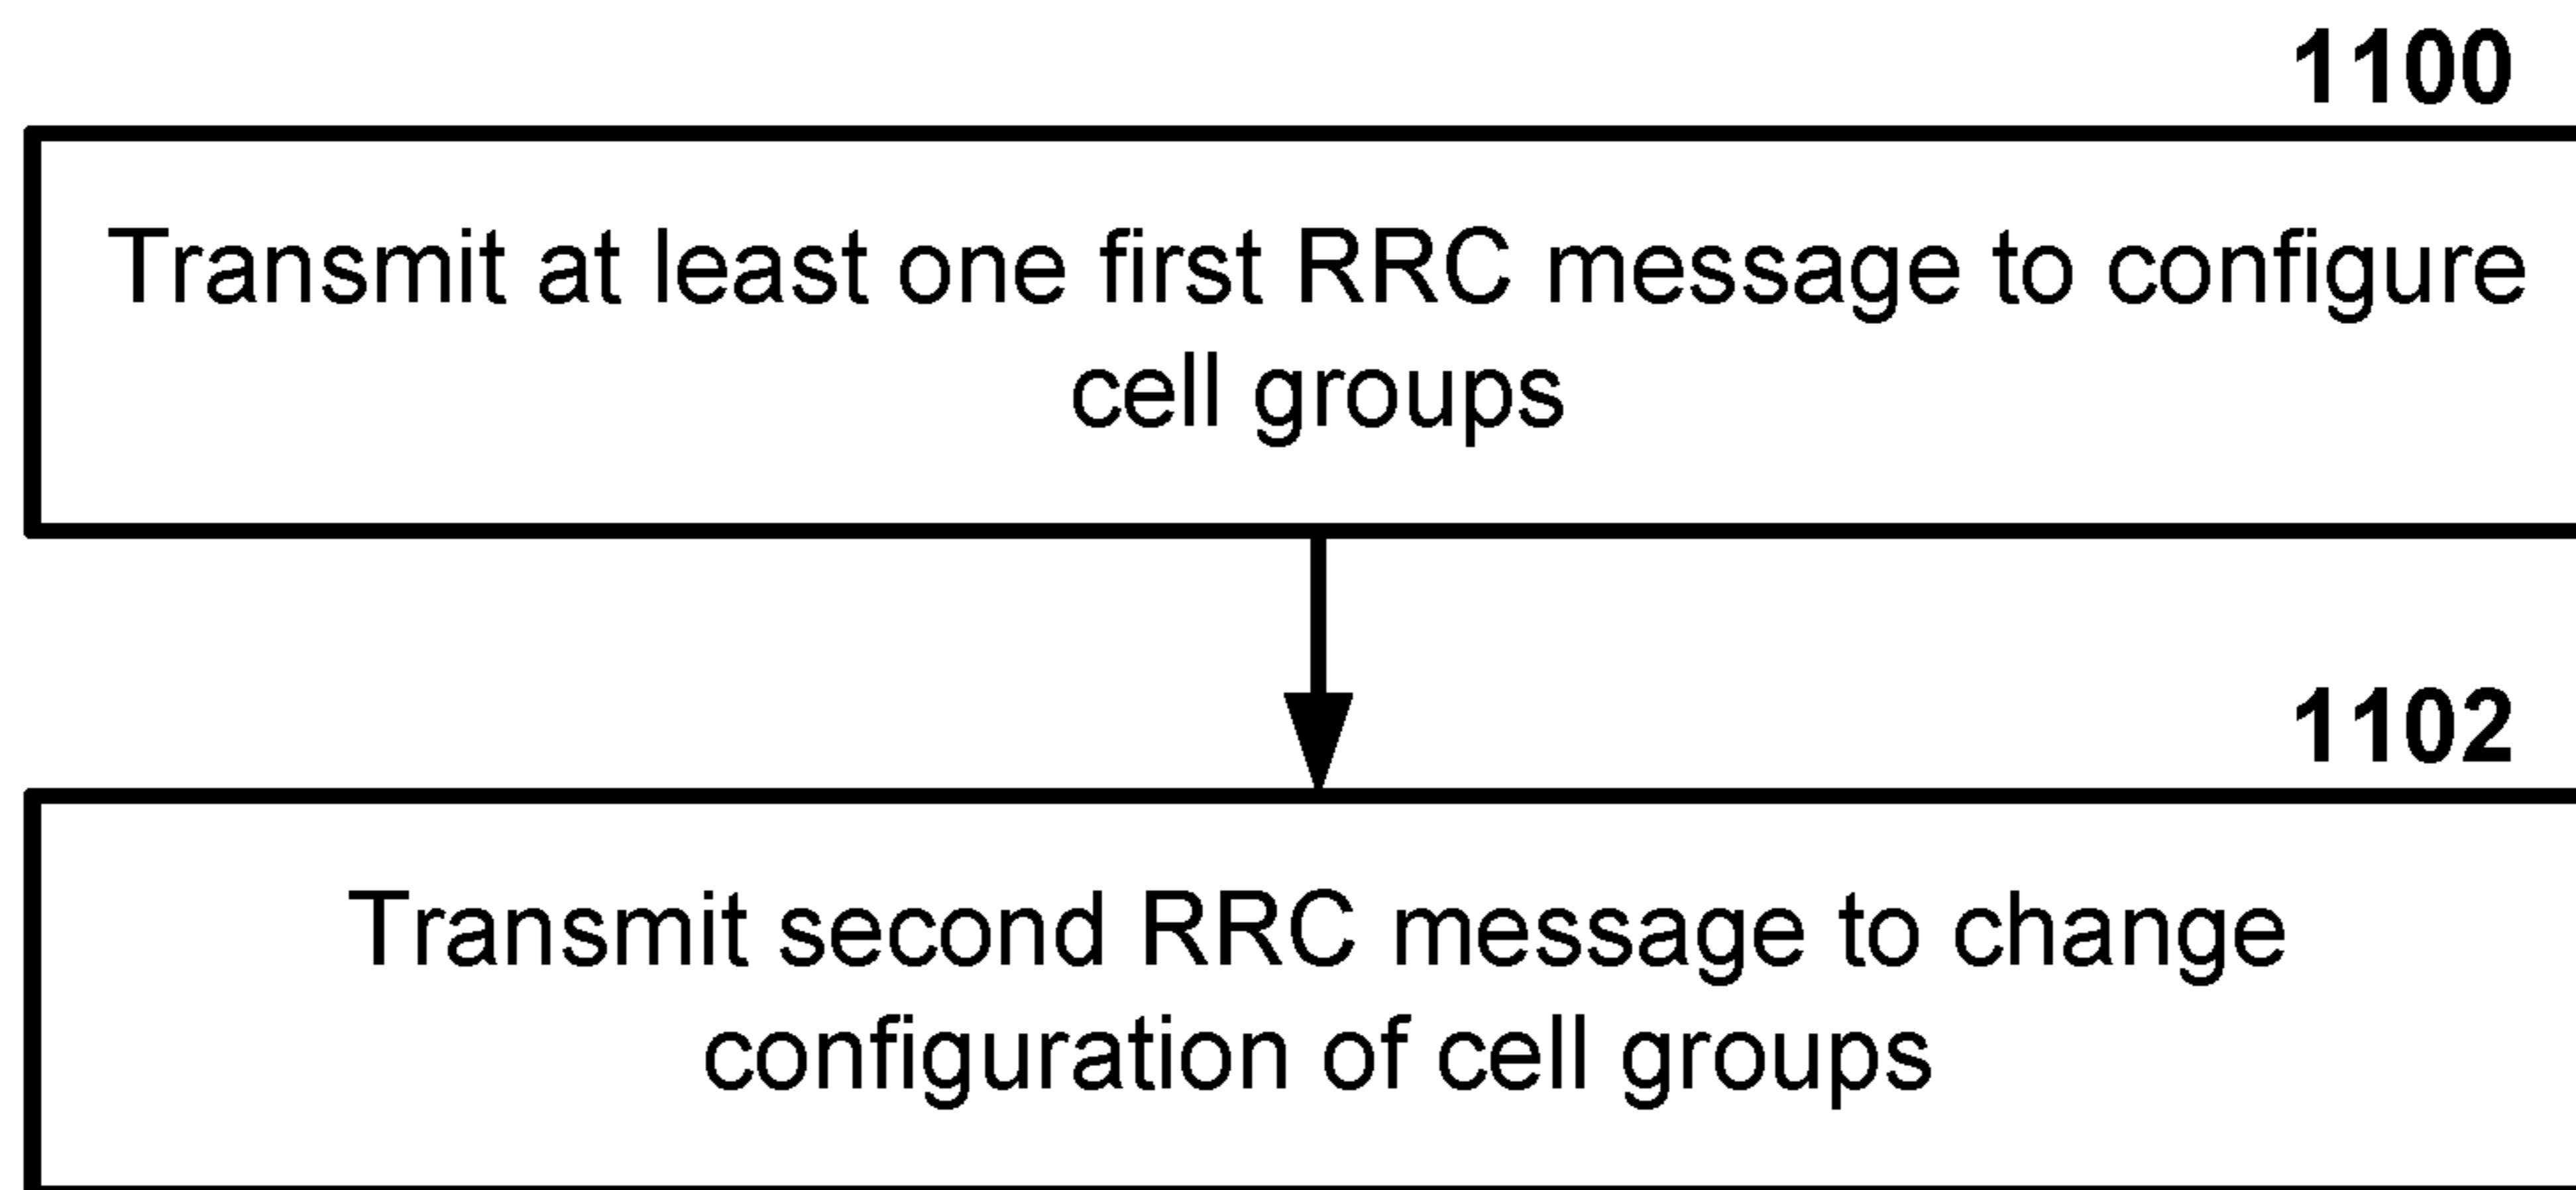 1100
Transmit at least one first RRC message to configure
cell groups
1102
Transmit second RRC message to change
configuration of cell groups